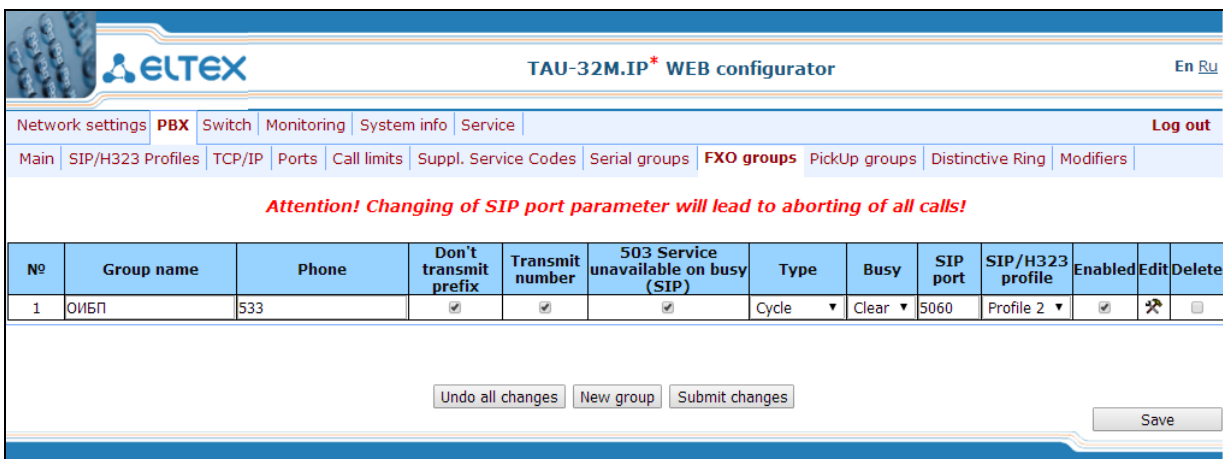 ELTEX
TAU-32M.IP* WEB configurator
En Ru
Network settings PBX Switch Monitoring System info Service
Log out
Main SIP/H323 Profiles TCP/IP Ports Call limits Suppl. Service Codes Serial groups FXO groups PickUp groups Distinctive Ring Modifiers
Attention! Changing of SIP port parameter will lead to aborting of all calls!
№ Group name Phone Don't transmit prefix Transmit number 503 Service unavailable on busy (SIP) Type Busy SIP port SIP/H323 profile Enabled Edit Delete
1 ОИБП 533 Cycle Clear 5060 Profile 2
Undo all changes New group Submit changes
Save